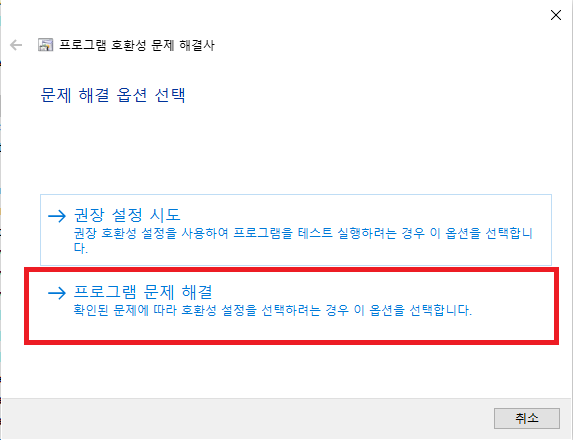 프로그램 호환성 문제 해결사
문제 해결 옵션 선택
권장 설정 시도
권장 호환성 설정을 사용하여 프로그램을 테스트 실행하려는 경우 이 옵션을 선택합니
다.
프로그램 문제 해결
확인된 문제에 따라 호환성 설정을 선택하려는 경우 이 옵션을 선택합니다.
취소